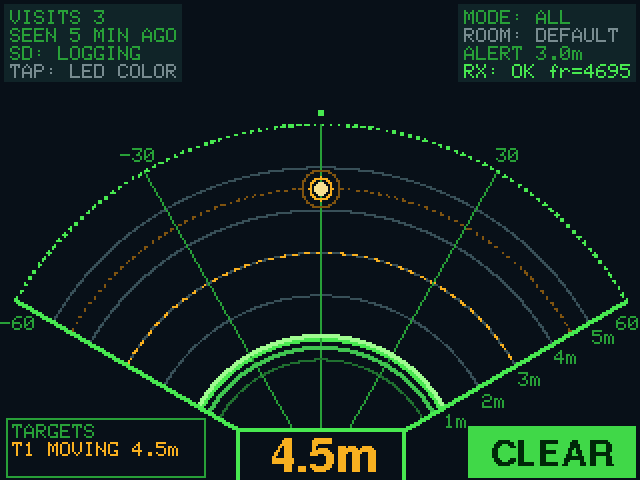 VISITS 3
SEEN 5 MIN AGO
SD: LOGGING
TAP: LED COLOR
MODE: ALL
ROOM: DEFAULT
ALERT 3.0m
RX: OK fr=4695
-30
30
-60
60
5m
4m
3m
2m
1m
TARGETS
T1 MOVING 4.5m
4.5m
CLEAR